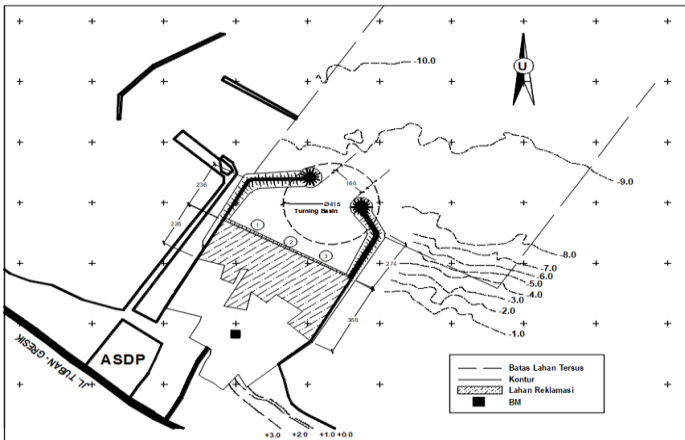 -10.0
U
-9.0
236
160
Ø415
Turning Basin
226
1
2
3
-8.0
-7.0
-6.0
-5.0
-4.0
-3.0
-2.0
-1.0
274
368
ASDP
JL. TUBAN - GRESIK
Batas Lahan Tersus
Kontur
Lahan Reklamasi
BM
+3.0 +2.0 +1.0 +0.0